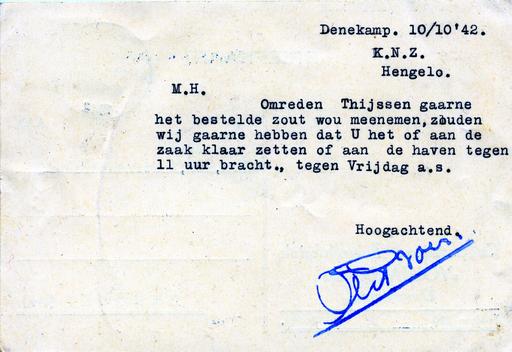 Denekamp. 10/10'42.
K.N.Z.
Hengelo.
M.H.
Omreden Thijssen gaarne
het bestelde zout wou meenemen, zouden
wij gaarne hebben dat U het of aan de
zaak klaar zetten of aan de haven tegen
11 uur bracht., tegen Vrijdag a.s.
Hoogachtend.